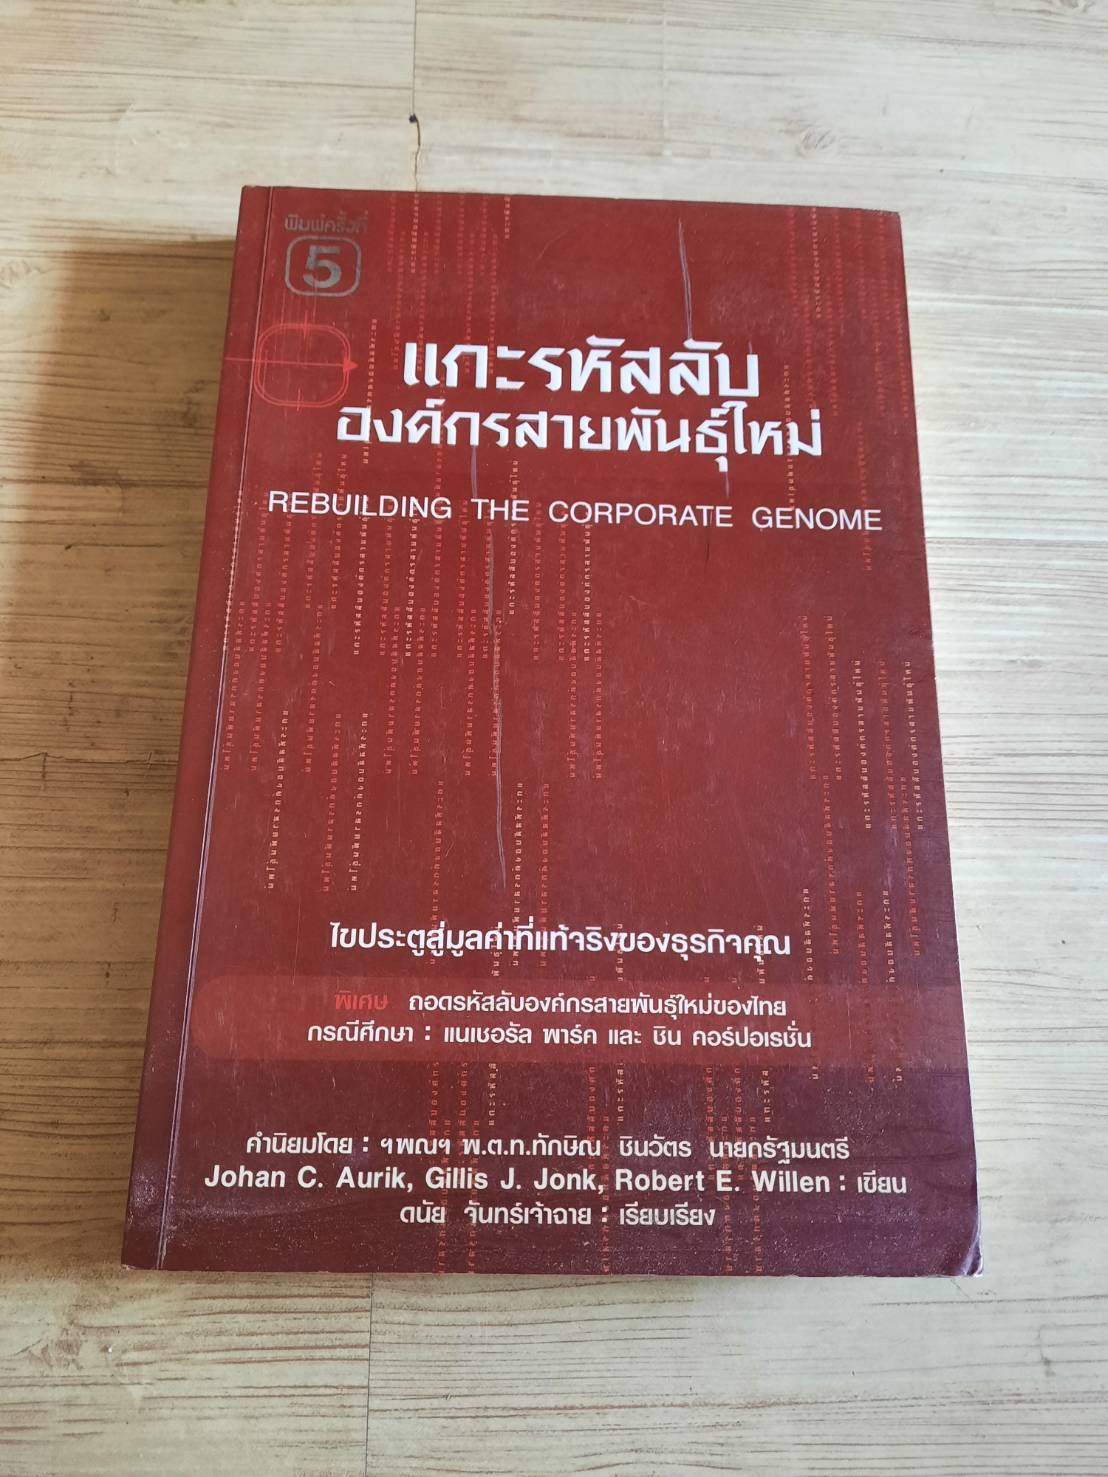 พิมพ์ครั้งที่
5
แกะรหัสลับ
องค์กรสายพันธุ์ใหม่
REBUILDING THE CORPORATE GENOME
ไขประตูสู่มูลค่าที่แท้จริงของธุรกิจคุณ
พิเศษ ถอดรหัสลับองค์กรสายพันธุ์ใหม่ของไทย
กรณีศึกษา : แนเชอรัล พาร์ค และ ชิน คอร์ปอเรชั่น
คำนิยมโดย : ฯพณฯ พ.ต.ท.ทักษิณ ชินวัตร นายกรัฐมนตรี
Johan C. Aurik, Gillis J. Jonk, Robert E. Willen : เขียน
ดนัย จันทร์เจ้าฉาย : เรียบเรียง